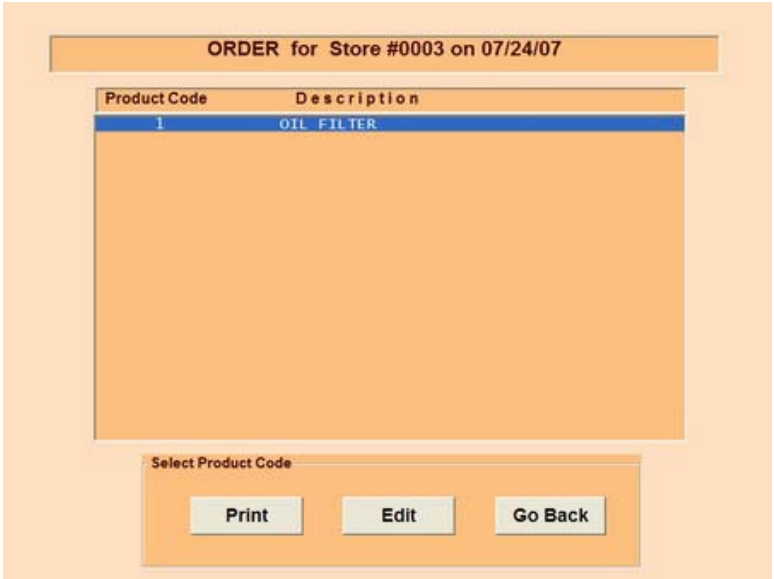 ORDER for Store #0003 on 07/24/07
Product Code Description
1 OIL FILTER
Select Product Code
Print Edit Go Back